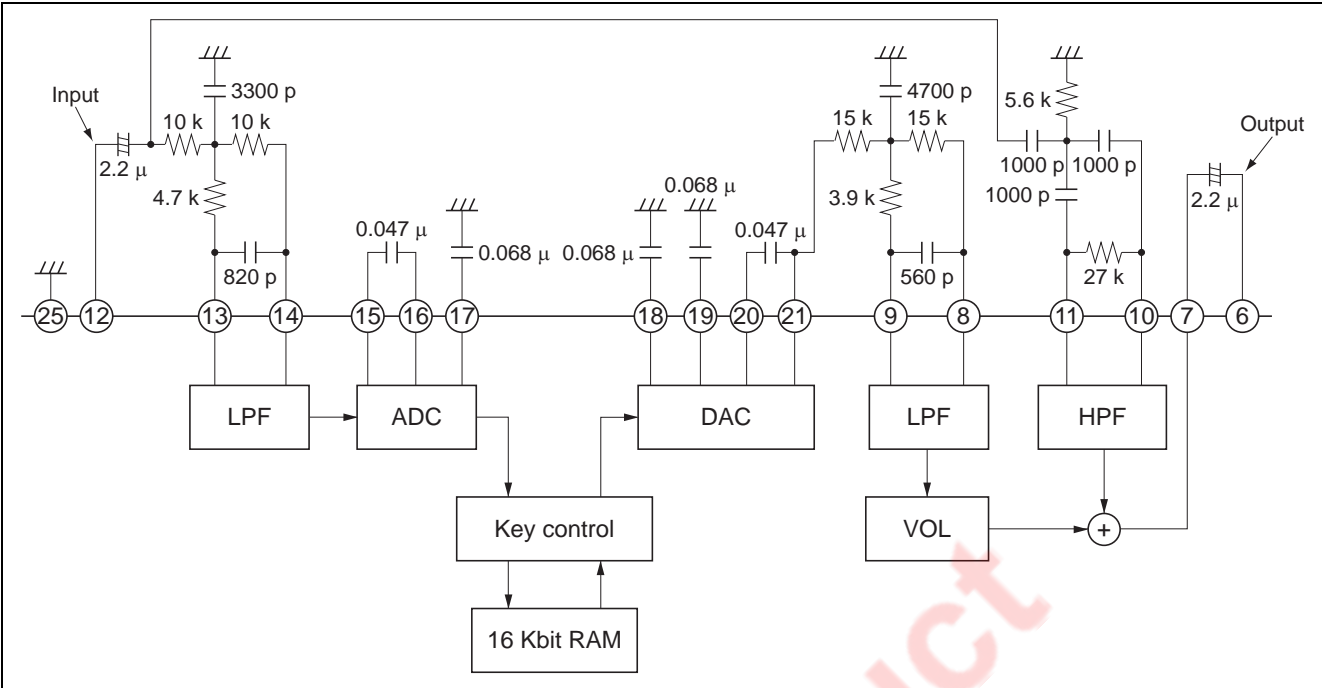 Input
3300 p
10 k
10 k
2.2 μ
4.7 k
820 p
0.047 μ
0.068 μ
0.068 μ
0.068 μ
0.047 μ
4700 p
15 k
15 k
3.9 k
560 p
5.6 k
1000 p
1000 p
1000 p
27 k
Output
2.2 μ
25 12 13 14 15 16 17 18 19 20 21 9 8 11 10 7 6
LPF
ADC
DAC
LPF
HPF
Key control
VOL
+
16 Kbit RAM
uct